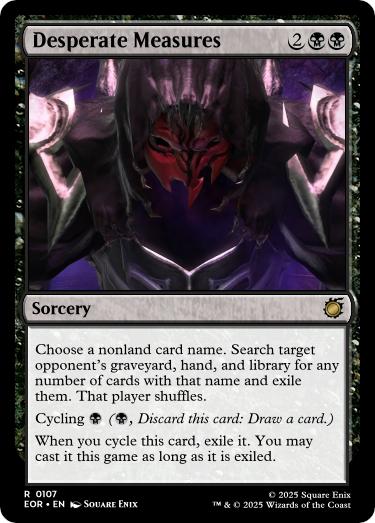 Desperate Measures 2
Sorcery
Choose a nonland card name. Search target
opponent's graveyard, hand, and library for any
number of cards with that name and exile
them. That player shuffles.
Cycling (, Discard this card: Draw a card.)
When you cycle this card, exile it. You may
cast it this game as long as it is exiled.
R 0107
EOR • EN SQUARE ENIX
© 2025 Square Enix
™ & © 2025 Wizards of the Coast